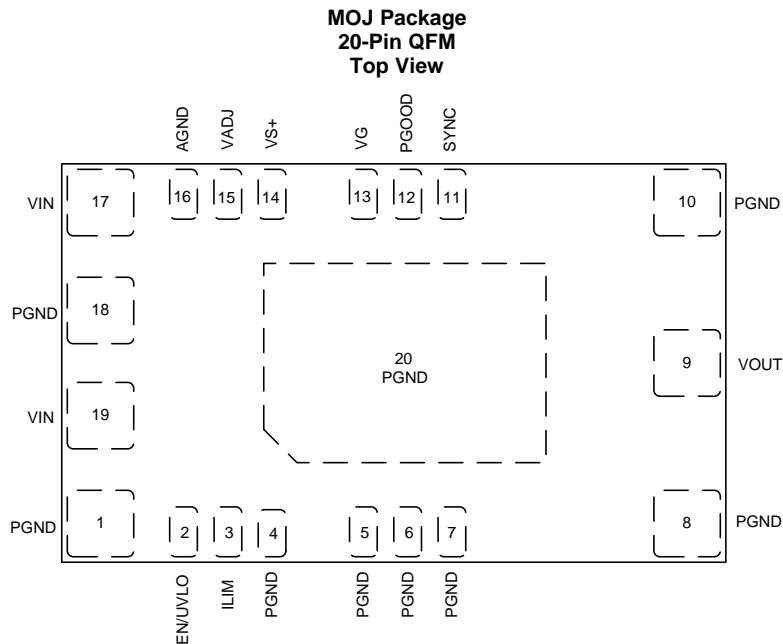 MOJ Package
20-Pin QFM
Top View
AGND
VADJ
VS+
VG
PGOOD
SYNC
VIN
17
16
15
14
13
12
11
10
PGND
PGND
18
20
PGND
9
VOUT
VIN
19
PGND
1
2
3
4
5
6
7
8
PGND
EN/UVLO
ILIM
PGND
PGND
PGND
PGND